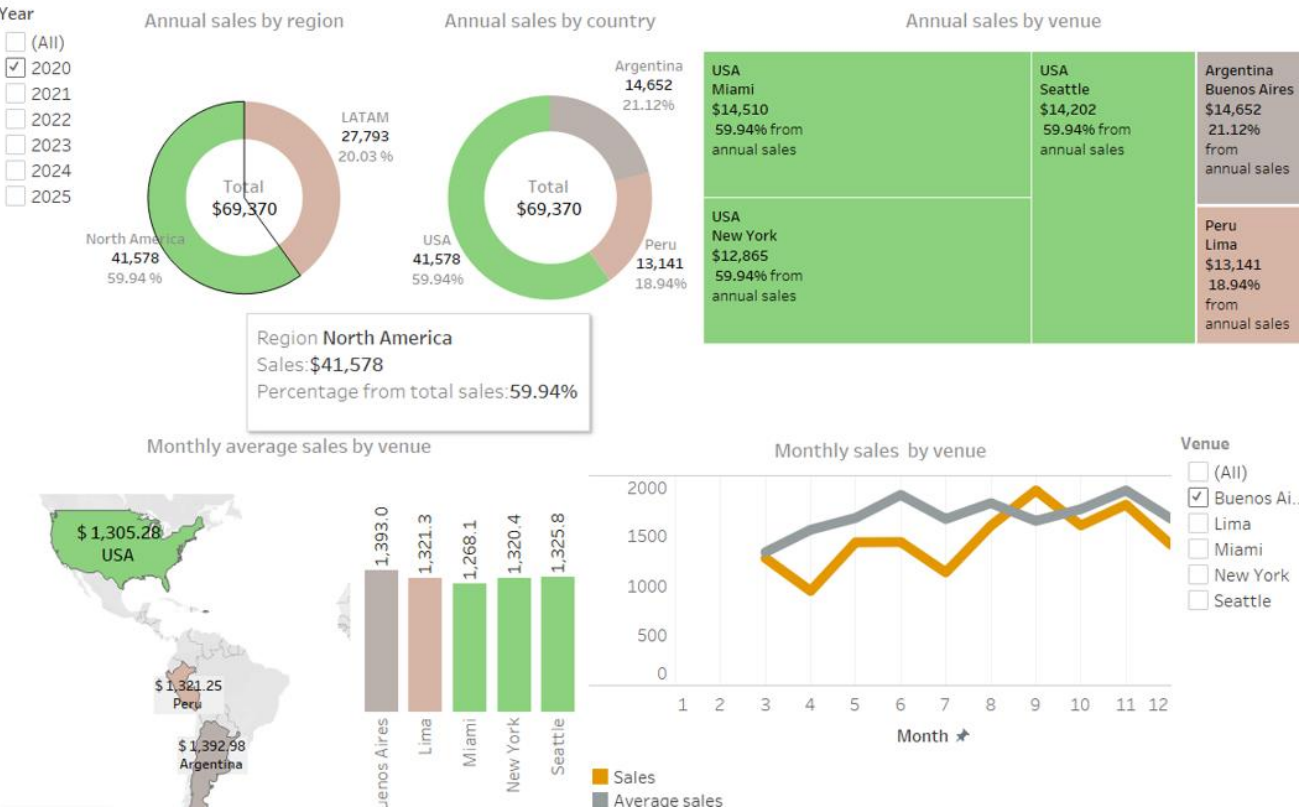 Year
(All)
2020
2021
2022
2023
2024
2025
Annual sales by region
LATAM
27,793
20.03 %
Total
$69,370
North America
41,578
59.94 %
Annual sales by country
Argentina
14,652
21.12%
Total
$69,370
USA
41,578
59.94%
Peru
13,141
18.94%
Annual sales by venue
USA
Miami
$14,510
59.94% from
annual sales
USA
New York
$12,865
59.94% from
annual sales
USA
Seattle
$14,202
59.94% from
annual sales
Argentina
Buenos Aires
$14,652
21.12%
from
annual sales
Peru
Lima
$13,141
18.94%
from
annual sales
Region North America
Sales:$41,578
Percentage from total sales:59.94%
Monthly average sales by venue
$ 1,305.28
USA
$ 1,321.25
Peru
$ 1,392.98
Argentina
1,393.0
1,321.3
1,268.1
1,320.4
1,325.8
uenos Aires
Lima
Miami
New York
Seattle
Monthly sales by venue
2000
1500
1000
500
0
1 2 3 4 5 6 7 8 9 10 11 12
Month
Sales
Average sales
Venue
(All)
Buenos Ai..
Lima
Miami
New York
Seattle